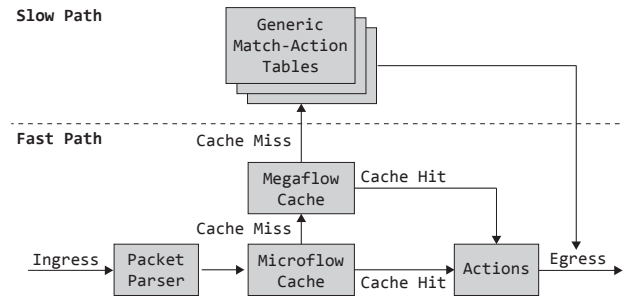 Slow Path
Generic
Match-Action
Tables
Fast Path
Cache Miss
Megaflow
Cache
Cache Hit
Cache Miss
Ingress
Packet
Parser
Microflow
Cache
Cache Hit
Actions
Egress